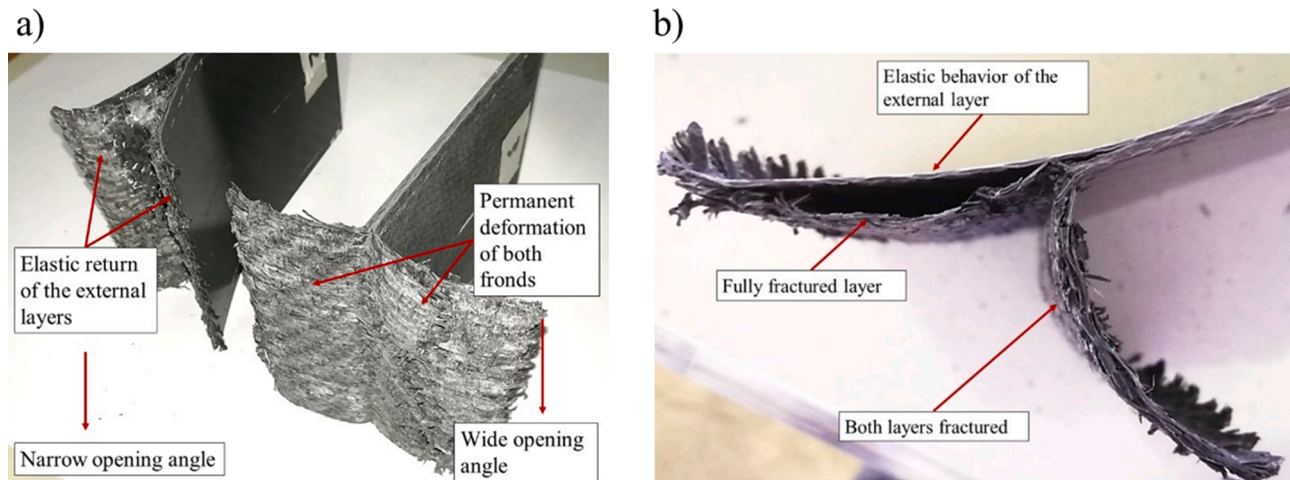 a)
b)
Elastic behavior of the
external layer
Permanent
deformation
of both
fronds
Elastic return
of the external
layers
Fully fractured layer
Both layers fractured
Narrow opening angle
Wide opening
angle